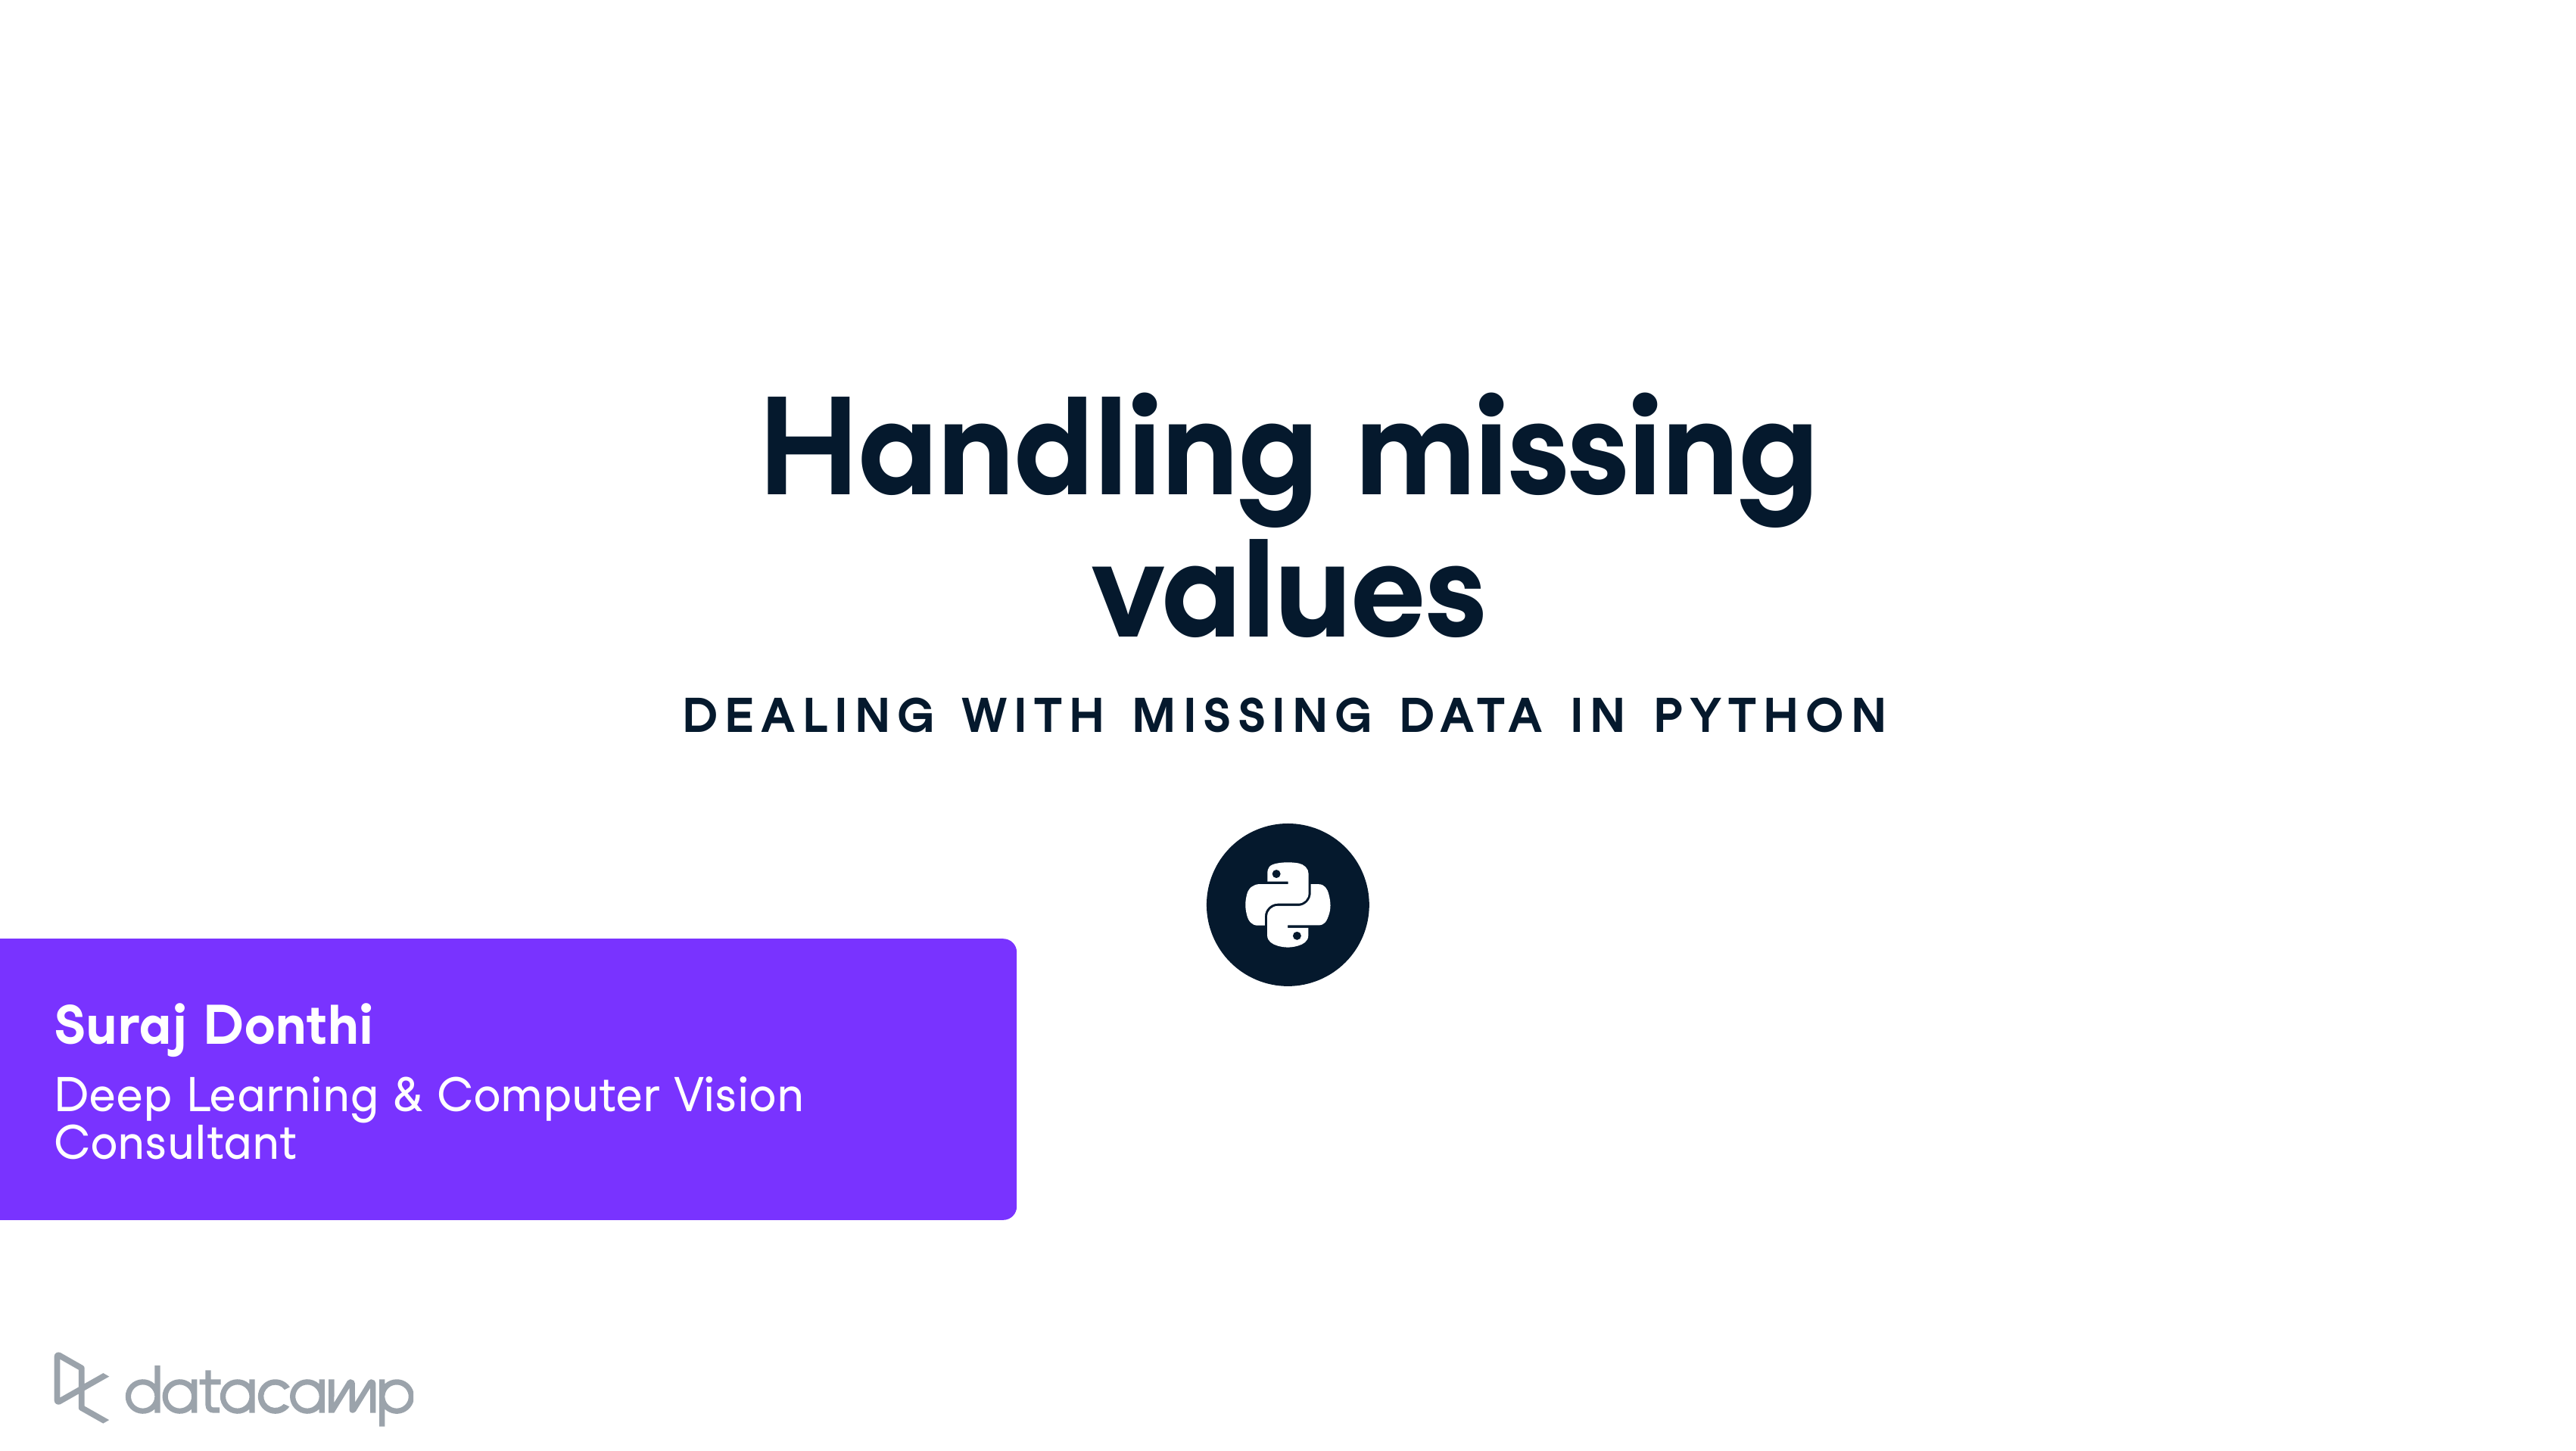 Handling missing
values
DEALING WITH MISSING DATA IN PYTHON
Suraj Donthi
Deep Learning & Computer Vision
Consultant
datacamp